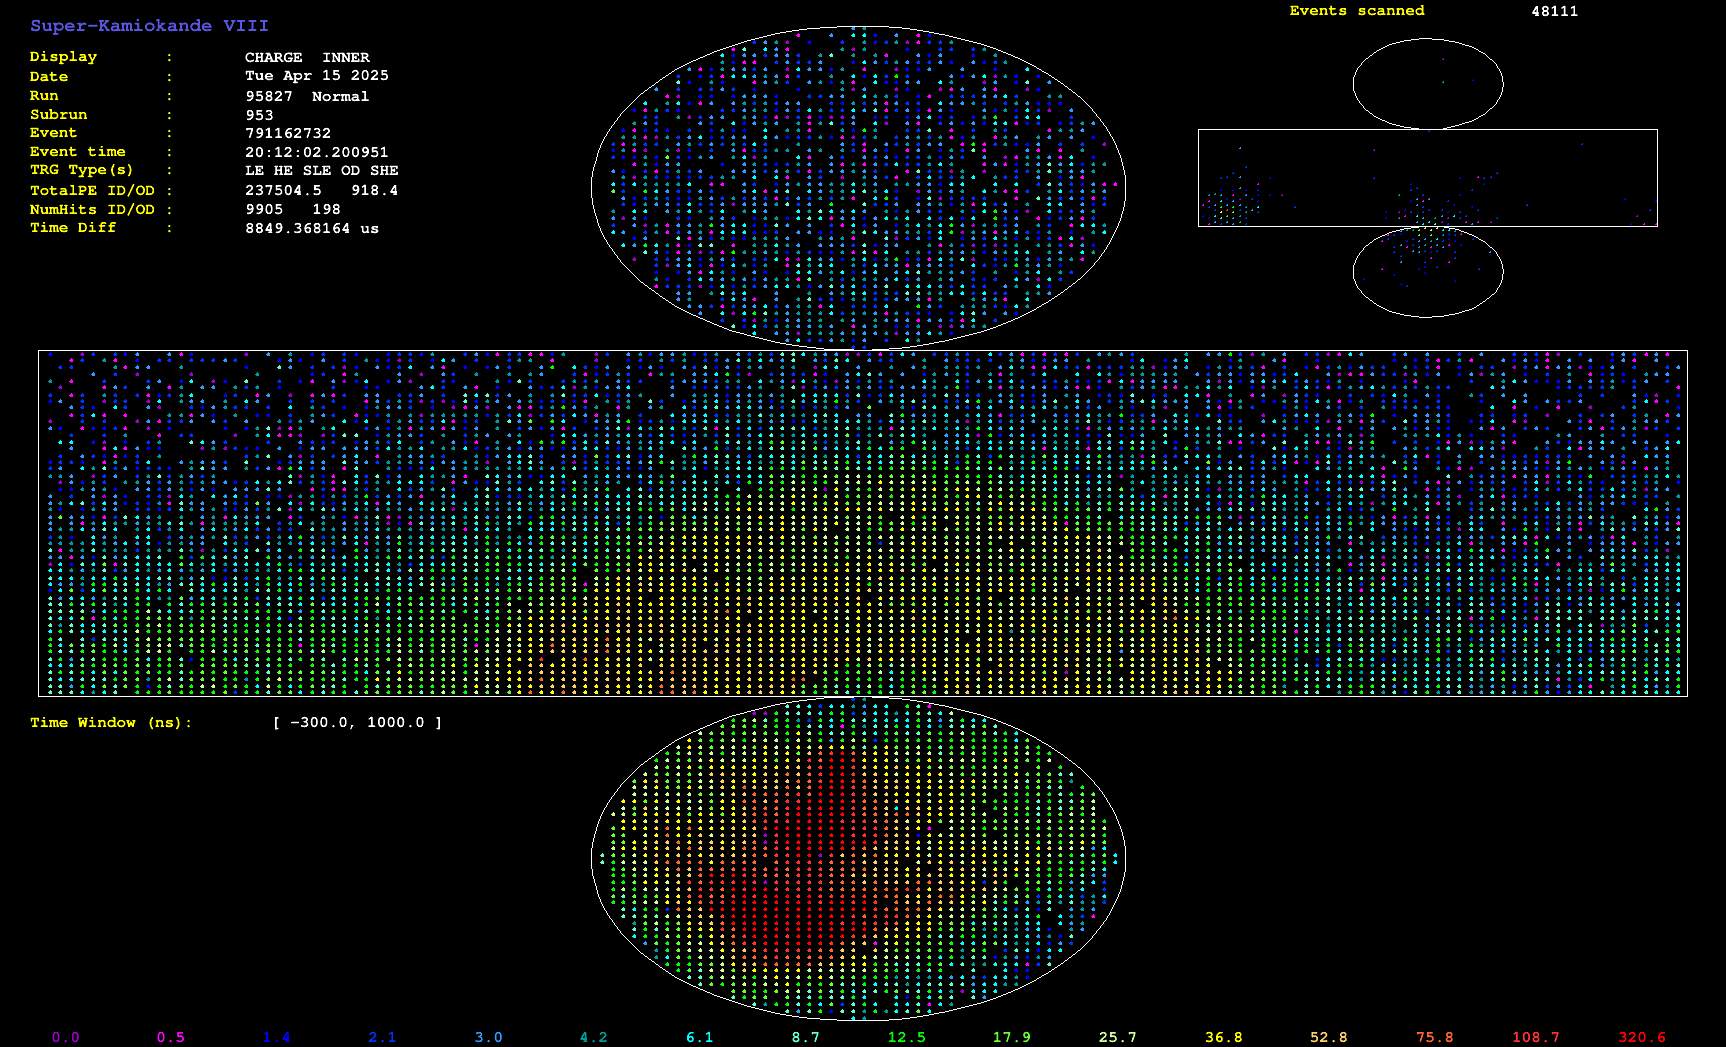 Super-Kamiokande VIII
Events scanned 48111
Display : CHARGE INNER
Date : Tue Apr 15 2025
Run : 95827 Normal
Subrun : 953
Event : 791162732
Event time : 20:12:02.200951
TRG Type(s) : LE HE SLE OD SHE
TotalPE ID/OD : 237504.5 918.4
NumHits ID/OD : 9905 198
Time Diff : 8849.368164 us
Time Window (ns): [ -300.0, 1000.0 ]
0.0 0.5 1.4 2.1 3.0 4.2 6.1 8.7 12.5 17.9 25.7 36.8 52.8 75.8 108.7 320.6